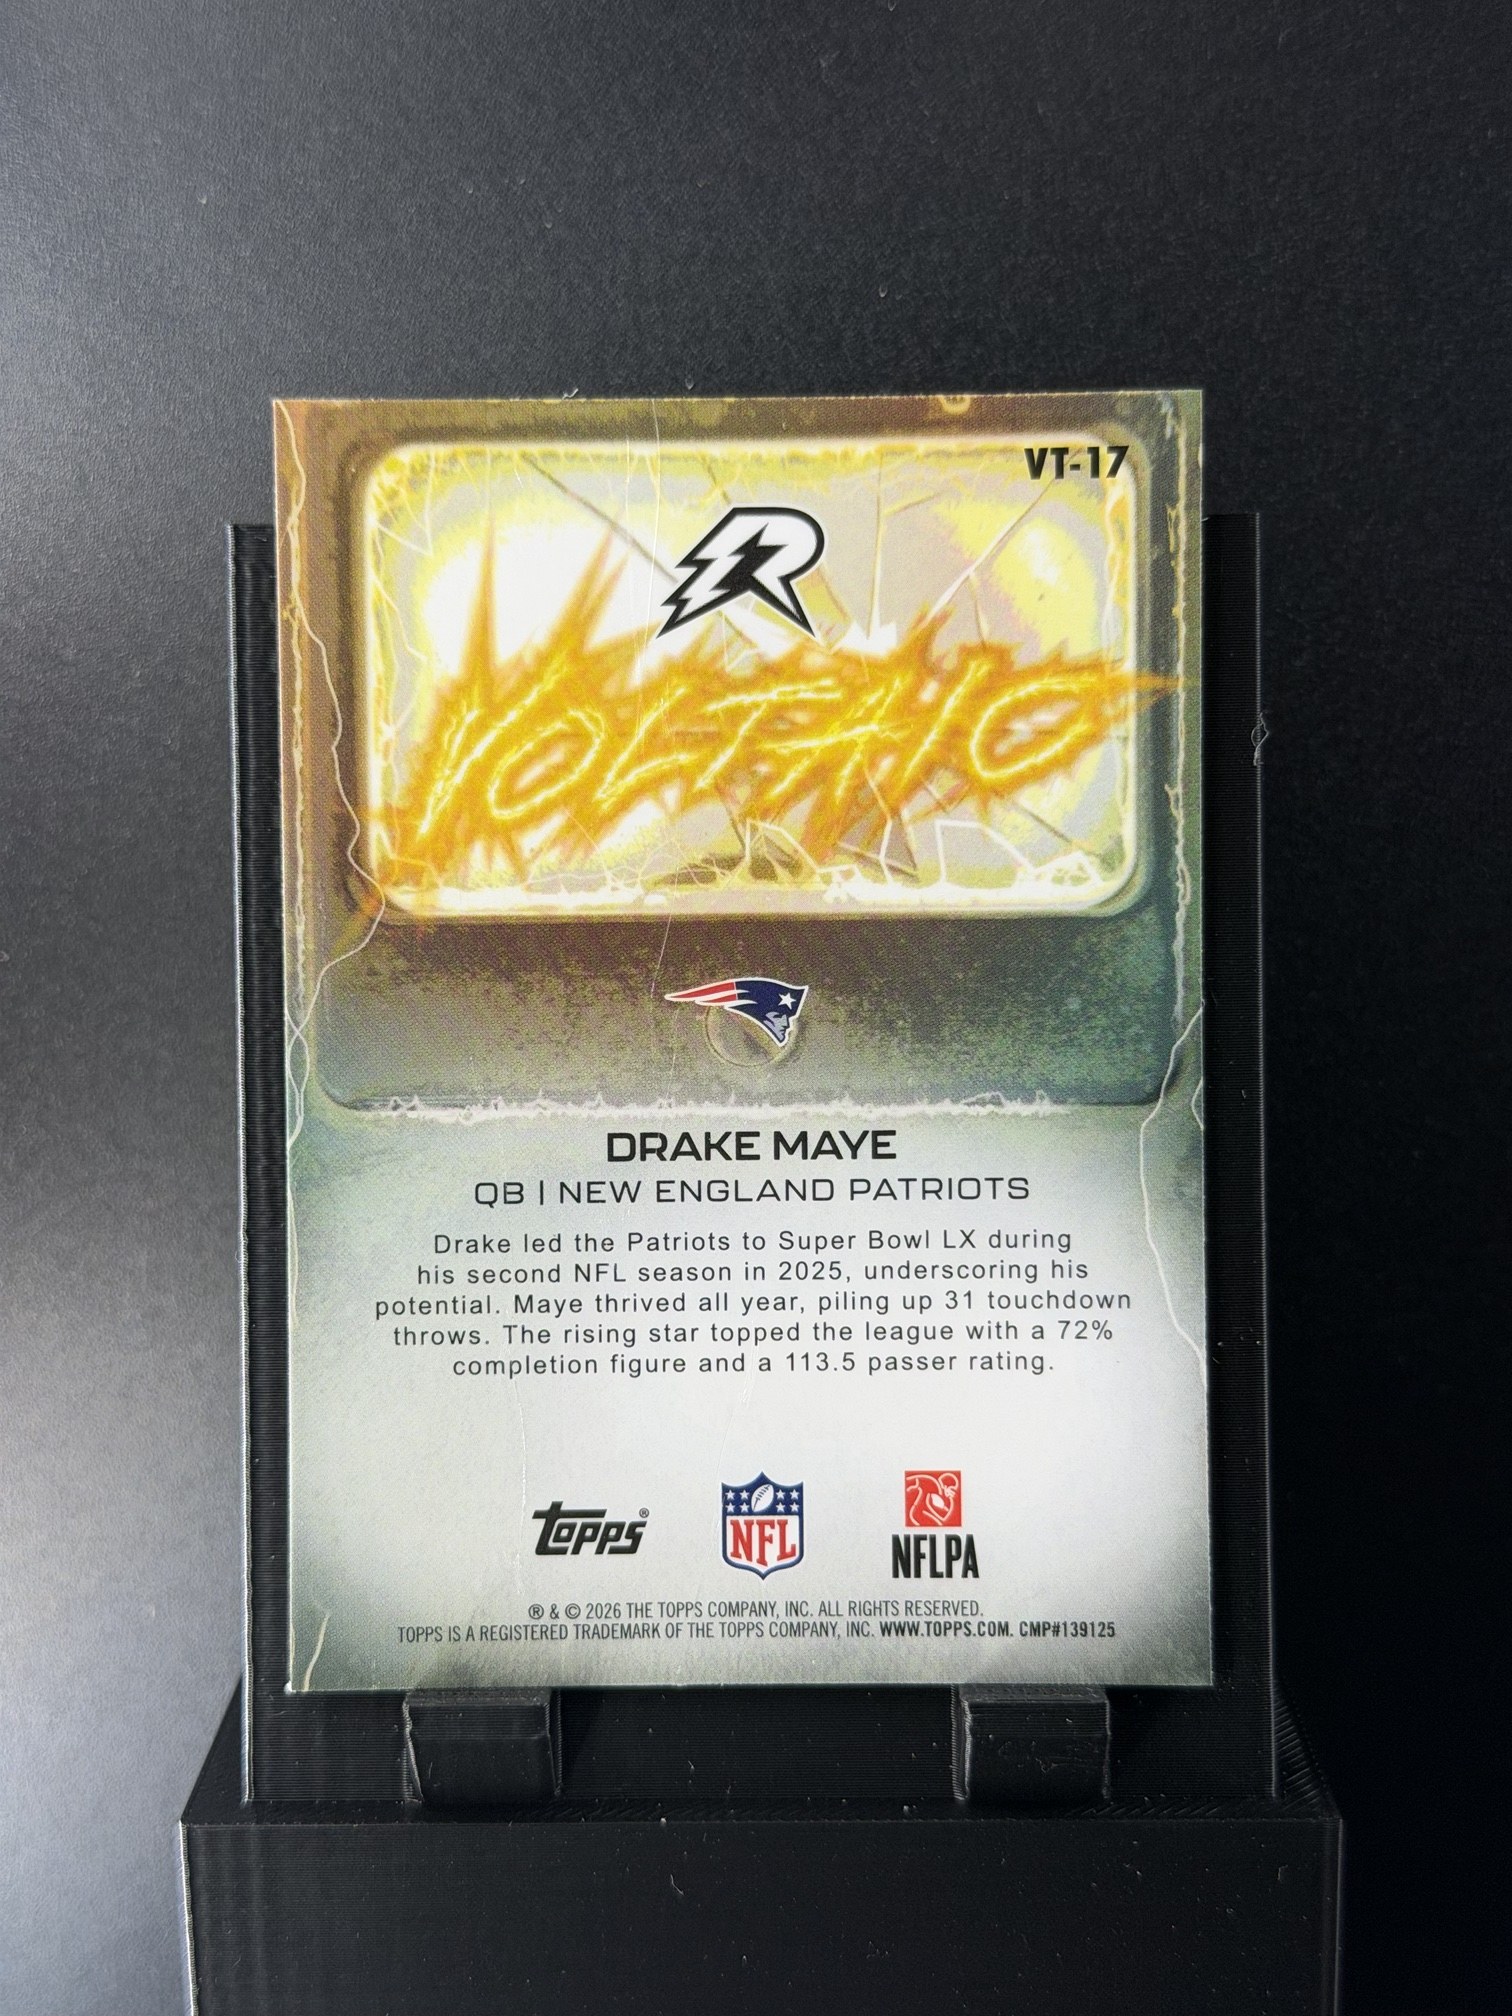 VT-17
R
VOLTAIC
DRAKE MAYE
QB | NEW ENGLAND PATRIOTS
Drake led the Patriots to Super Bowl LX during
his second NFL season in 2025, underscoring his
potential. Maye thrived all year, piling up 31 touchdown
throws. The rising star topped the league with a 72%
completion figure and a 113.5 passer rating.
topps® NFL NFLPA
® & © 2026 THE TOPPS COMPANY, INC. ALL RIGHTS RESERVED.
TOPPS IS A REGISTERED TRADEMARK OF THE TOPPS COMPANY, INC. WWW.TOPPS.COM. CMP#139125